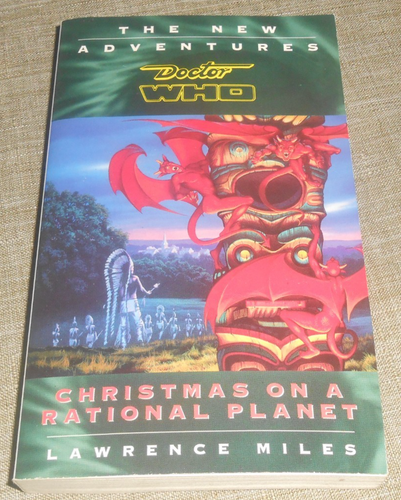 THE NEW
ADVENTURES
Doctor
WHO
CHRISTMAS ON A
RATIONAL PLANET
LAWRENCE MILES